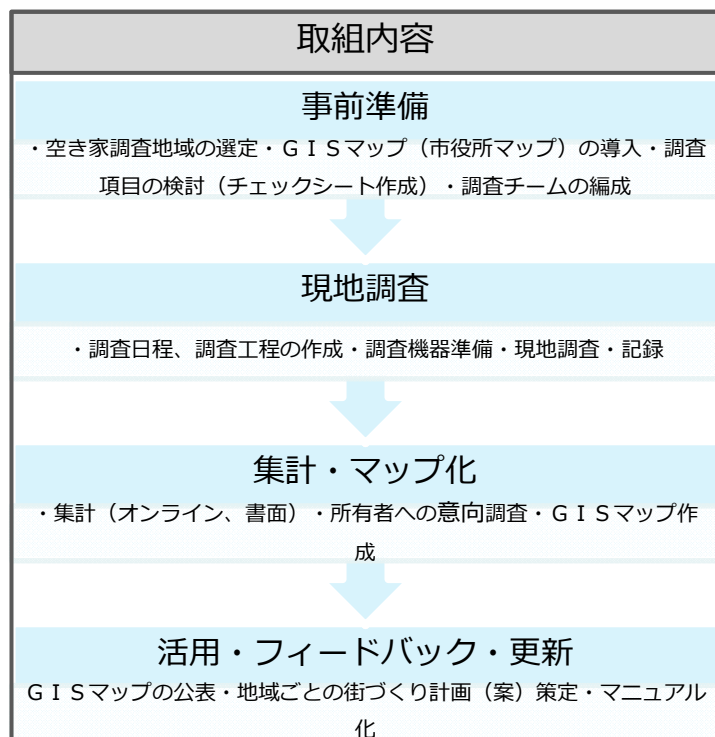 取組内容
事前準備
・空き家調査地域の選定・ＧＩＳマップ（市役所マップ）の導入・調査
項目の検討（チェックシート作成）・調査チームの編成
現地調査
・調査日程、調査工程の作成・調査機器準備・現地調査・記録
集計・マップ化
・集計（オンライン、書面）・所有者への意向調査・ＧＩＳマップ作
成
活用・フィードバック・更新
ＧＩＳマップの公表・地域ごとの街づくり計画（案）策定・マニュアル
化